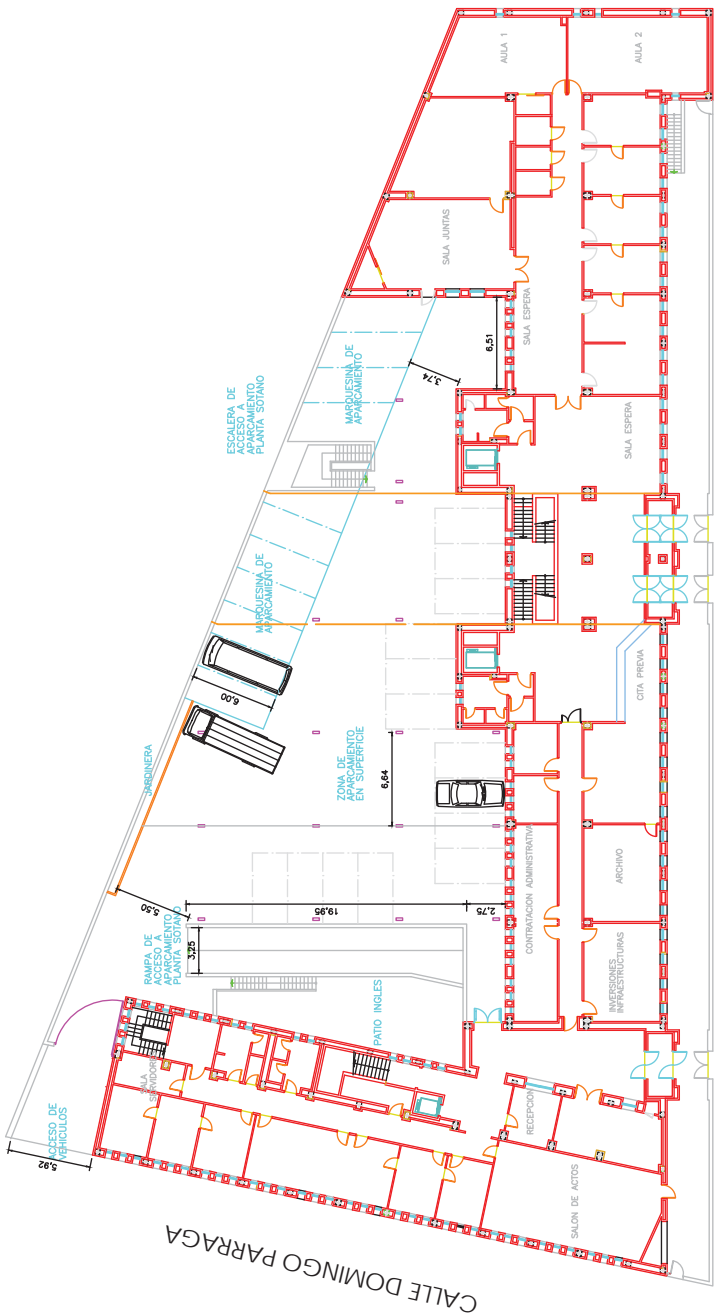 AULA 1
AULA 2
SALA JUNTAS
SALA ESPERA
6,51
3,74
MARQUESINA DE
APARCAMIENTO
ESCALERA DE
ACCESO A
APARCAMIENTO
PLANTA SOTANO
SALA ESPERA
MARQUESINA DE
APARCAMIENTO
6,00
CITA PREVIA
JARDINERA
ZONA DE
APARCAMIENTO
EN SUPERFICIE
6,64
CONTRATACION ADMINISTRATIVA
ARCHIVO
5,50
19,95
2,75
RAMPA DE
ACCESO A
APARCAMIENTO
PLANTA SOTANO
3,25
INVERSIONES
INFRAESTRUCTURAS
PATIO INGLES
SALA
SERVIDORES
RECEPCION
ACCESO DE
VEHICULOS
5,92
SALON DE ACTOS
CALLE DOMINGO PARRAGA